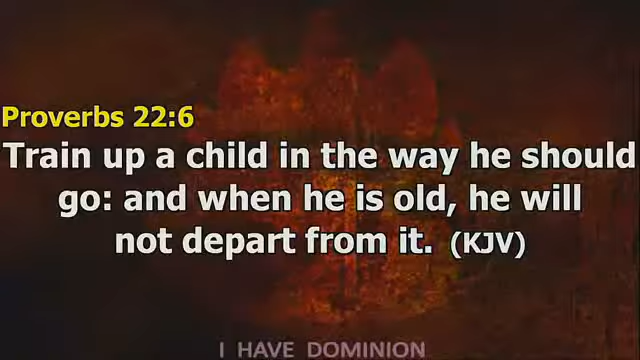 Proverbs 22:6
Train up a child in the way he should
go: and when he is old, he will
not depart from it. (KJV)
I HAVE DOMINION